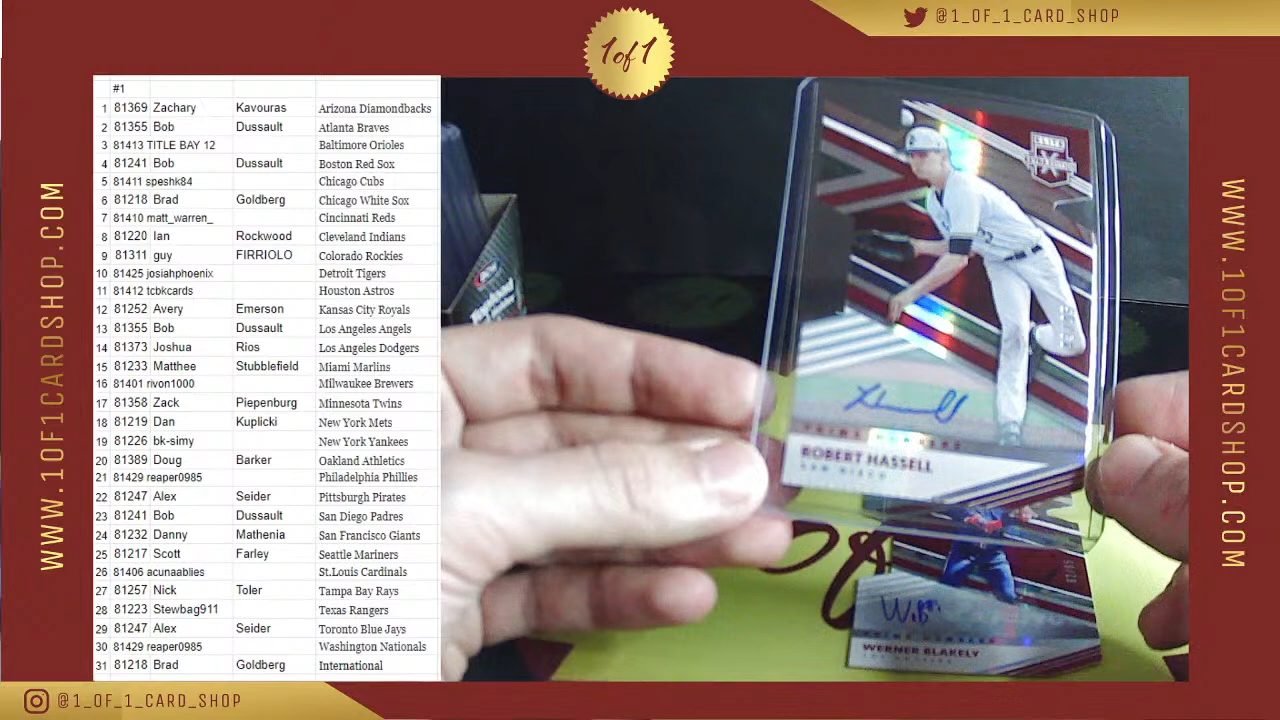 1of1
@1_OF_1_CARD_SHOP
WWW.1OF1CARDSHOP.COM
#1
1 81369 Zachary Kavouras Arizona Diamondbacks
2 81355 Bob Dussault Atlanta Braves
3 81413 TITLE BAY 12 Baltimore Orioles
4 81241 Bob Dussault Boston Red Sox
5 81411 speshk84 Chicago Cubs
6 81218 Brad Goldberg Chicago White Sox
7 81410 matt_warren_ Cincinnati Reds
8 81220 Ian Rockwood Cleveland Indians
9 81311 guy FIRRIOLO Colorado Rockies
10 81425 josiahphoenix Detroit Tigers
11 81412 tcbkcards Houston Astros
12 81252 Avery Emerson Kansas City Royals
13 81355 Bob Dussault Los Angeles Angels
14 81373 Joshua Rios Los Angeles Dodgers
15 81233 Matthee Stubblefield Miami Marlins
16 81401 rivon1000 Milwaukee Brewers
17 81358 Zack Piepenburg Minnesota Twins
18 81219 Dan Kuplicki New York Mets
19 81226 bk-simy New York Yankees
20 81389 Doug Barker Oakland Athletics
21 81429 reaper0985 Philadelphia Phillies
22 81247 Alex Seider Pittsburgh Pirates
23 81241 Bob Dussault San Diego Padres
24 81232 Danny Mathenia San Francisco Giants
25 81217 Scott Farley Seattle Mariners
26 81406 acunaablies St.Louis Cardinals
27 81257 Nick Toler Tampa Bay Rays
28 81223 Stewbag911 Texas Rangers
29 81247 Alex Seider Toronto Blue Jays
30 81429 reaper0985 Washington Nationals
31 81218 Brad Goldberg International
ELITE
PRIME NUMBERS
ROBERT HASSELL
SAN DIEGO
PRIME NUMBERS
WERNER BLAKELY
LOS ANGELES
WWW.1OF1CARDSHOP.COM
@1_OF_1_CARD_SHOP